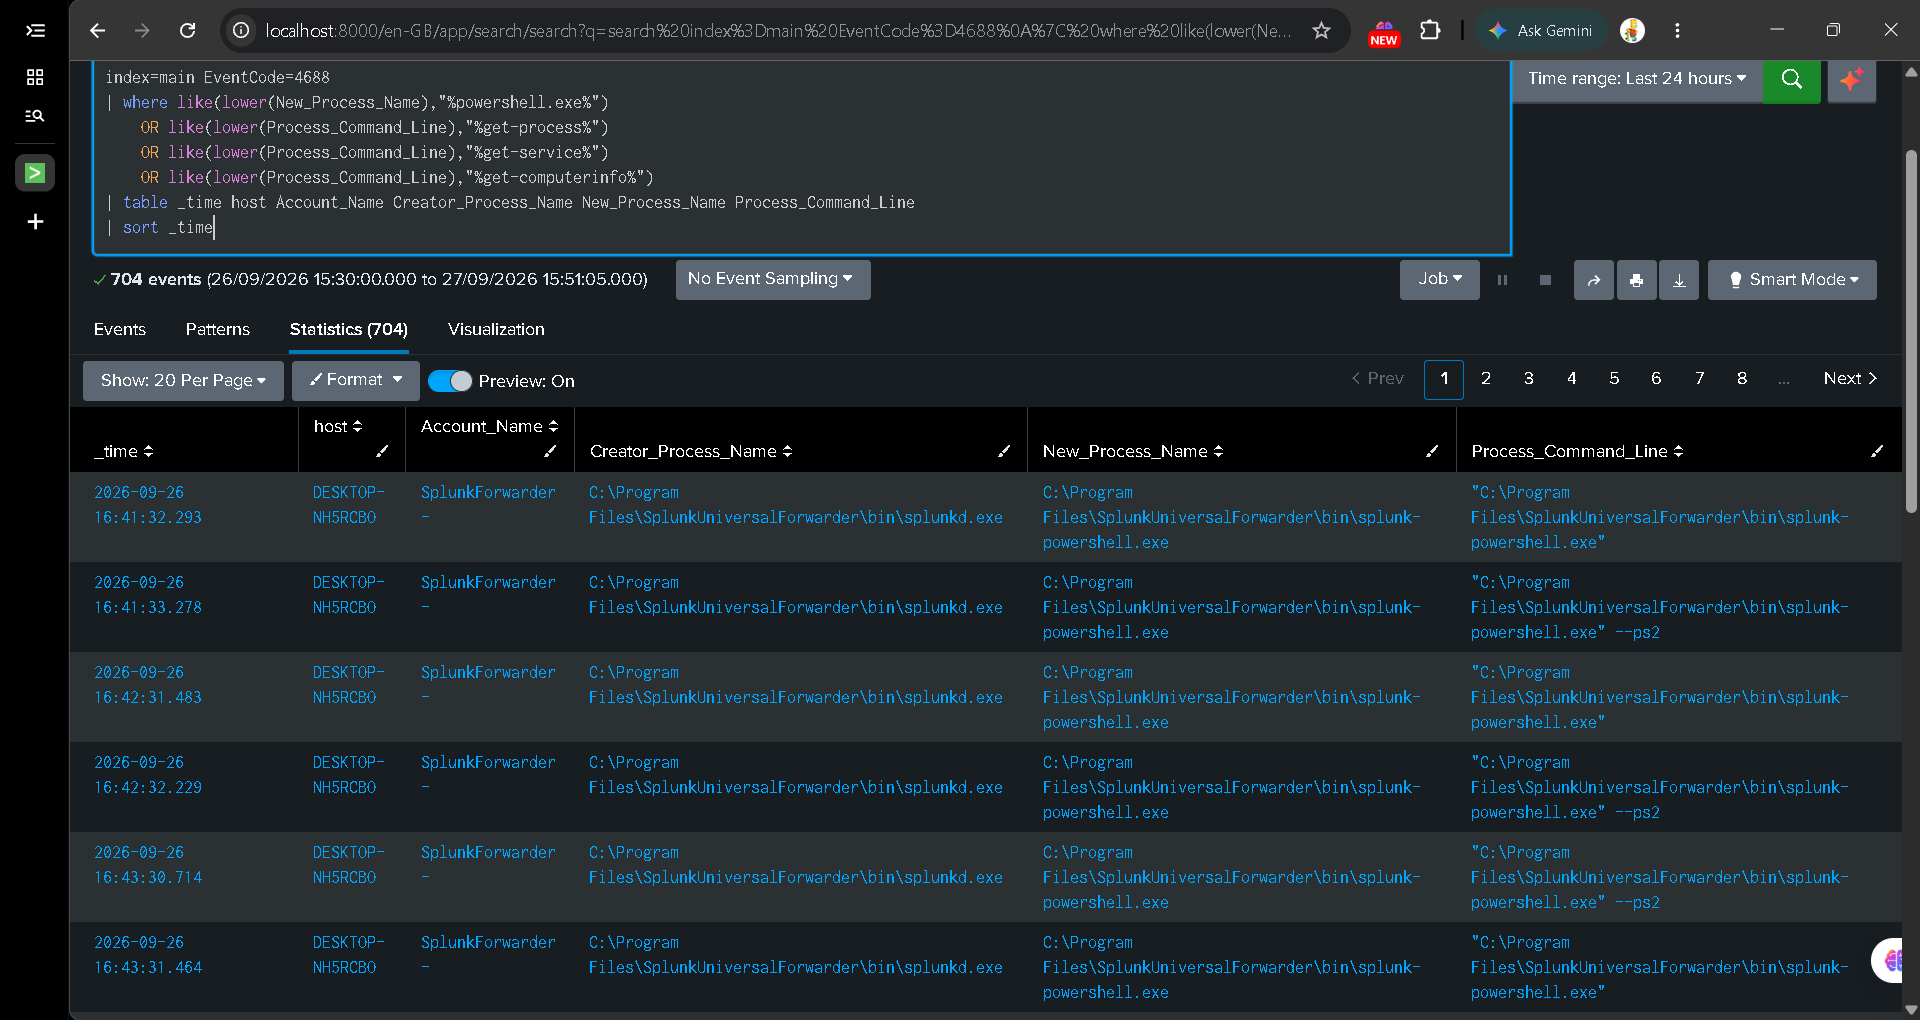 localhost:8000/en-GB/app/search/search?q=search%20index%3Dmain%20EventCode%3D4688%0A%7C%20where%20like(lower(Ne...
NEW
Ask Gemini
index=main EventCode=4688
| where like(lower(New_Process_Name),"%powershell.exe%")
OR like(lower(Process_Command_Line),"%get-process%")
OR like(lower(Process_Command_Line),"%get-service%")
OR like(lower(Process_Command_Line),"%get-computerinfo%")
| table _time host Account_Name Creator_Process_Name New_Process_Name Process_Command_Line
| sort _time
Time range: Last 24 hours
704 events (26/09/2026 15:30:00.000 to 27/09/2026 15:51:05.000)
No Event Sampling
Job
Smart Mode
Events
Patterns
Statistics (704)
Visualization
Show: 20 Per Page
Format
Preview: On
< Prev 1 2 3 4 5 6 7 8 ... Next >
_time
host
Account_Name
Creator_Process_Name
New_Process_Name
Process_Command_Line
2026-09-26
16:41:32.293
DESKTOP-
NH5RCBO
SplunkForwarder
-
C:\Program
Files\SplunkUniversalForwarder\bin\splunkd.exe
C:\Program
Files\SplunkUniversalForwarder\bin\splunk-
powershell.exe
"C:\Program
Files\SplunkUniversalForwarder\bin\splunk-
powershell.exe"
2026-09-26
16:41:33.278
DESKTOP-
NH5RCBO
SplunkForwarder
-
C:\Program
Files\SplunkUniversalForwarder\bin\splunkd.exe
C:\Program
Files\SplunkUniversalForwarder\bin\splunk-
powershell.exe
"C:\Program
Files\SplunkUniversalForwarder\bin\splunk-
powershell.exe" --ps2
2026-09-26
16:42:31.483
DESKTOP-
NH5RCBO
SplunkForwarder
-
C:\Program
Files\SplunkUniversalForwarder\bin\splunkd.exe
C:\Program
Files\SplunkUniversalForwarder\bin\splunk-
powershell.exe
"C:\Program
Files\SplunkUniversalForwarder\bin\splunk-
powershell.exe"
2026-09-26
16:42:32.229
DESKTOP-
NH5RCBO
SplunkForwarder
-
C:\Program
Files\SplunkUniversalForwarder\bin\splunkd.exe
C:\Program
Files\SplunkUniversalForwarder\bin\splunk-
powershell.exe
"C:\Program
Files\SplunkUniversalForwarder\bin\splunk-
powershell.exe" --ps2
2026-09-26
16:43:30.714
DESKTOP-
NH5RCBO
SplunkForwarder
-
C:\Program
Files\SplunkUniversalForwarder\bin\splunkd.exe
C:\Program
Files\SplunkUniversalForwarder\bin\splunk-
powershell.exe
"C:\Program
Files\SplunkUniversalForwarder\bin\splunk-
powershell.exe" --ps2
2026-09-26
16:43:31.464
DESKTOP-
NH5RCBO
SplunkForwarder
-
C:\Program
Files\SplunkUniversalForwarder\bin\splunkd.exe
C:\Program
Files\SplunkUniversalForwarder\bin\splunk-
powershell.exe
"C:\Program
Files\SplunkUniversalForwarder\bin\splunk-
powershell.exe"